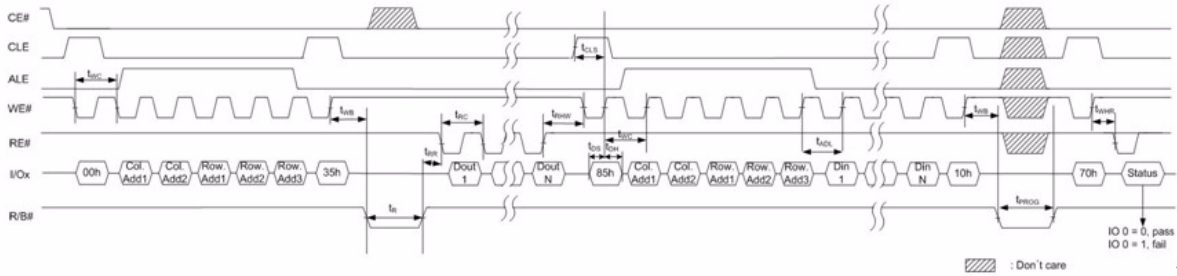 CE#
CLE
tCLS
ALE
tWC
WE#
tWB
tRC
tRHW
tWC
tADL
tWB
tWHR
RE#
tRR
tDS tDH
I/Ox
00h
Col. Add1
Col. Add2
Row. Add1
Row. Add2
Row. Add3
35h
Dout 1
Dout N
85h
Col. Add1
Col. Add2
Row. Add1
Row. Add2
Row. Add3
Din 1
Din N
10h
70h
Status
R/B#
tR
tPROG
IO 0 = 0, pass
IO 0 = 1, fail
: Don`t care